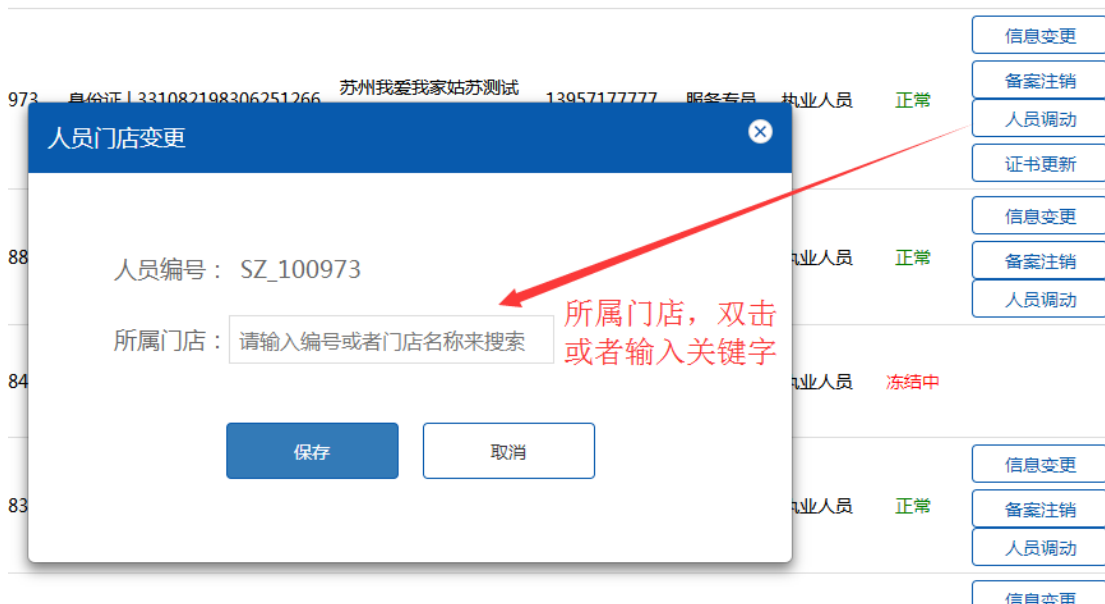 信息变更
备案注销
苏州我爱我家姑苏测试
973 身份证 | 331082198306251266 13957177777 服务专员 执业人员 正常
人员调动
证书更新
人员门店变更
信息变更
88 执业人员 正常
备案注销
人员调动
人员编号： SZ_100973
所属门店，双击
或者输入关键字
所属门店： 请输入编号或者门店名称来搜索
84 执业人员 冻结中
保存 取消
信息变更
83 执业人员 正常
备案注销
人员调动
信息变更